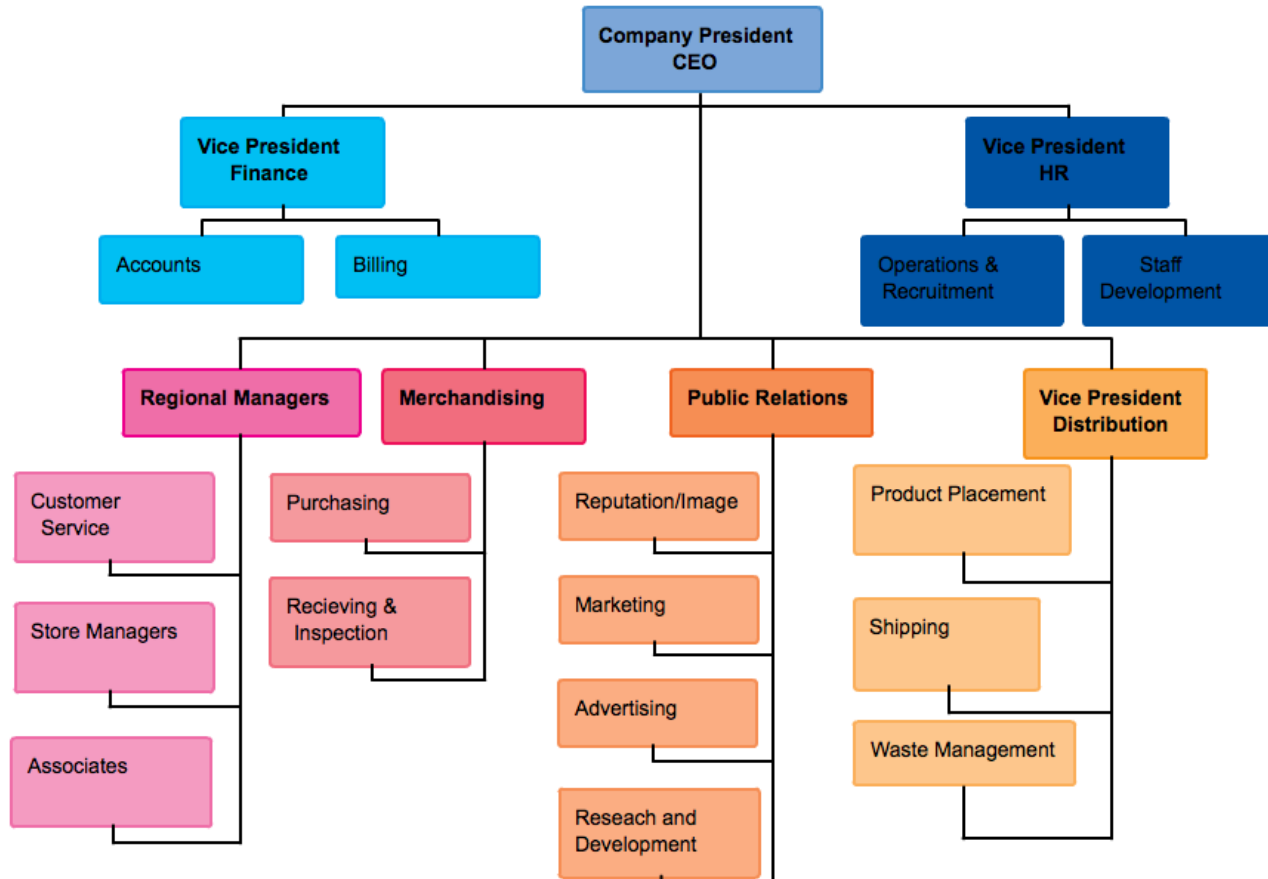 Company President
CEO
Vice President
Finance
Vice President
HR
Accounts
Billing
Operations &
Recruitment
Staff
Development
Regional Managers
Merchandising
Public Relations
Vice President
Distribution
Customer
Service
Store Managers
Associates
Purchasing
Recieving &
Inspection
Reputation/Image
Marketing
Advertising
Reseach and
Development
Product Placement
Shipping
Waste Management